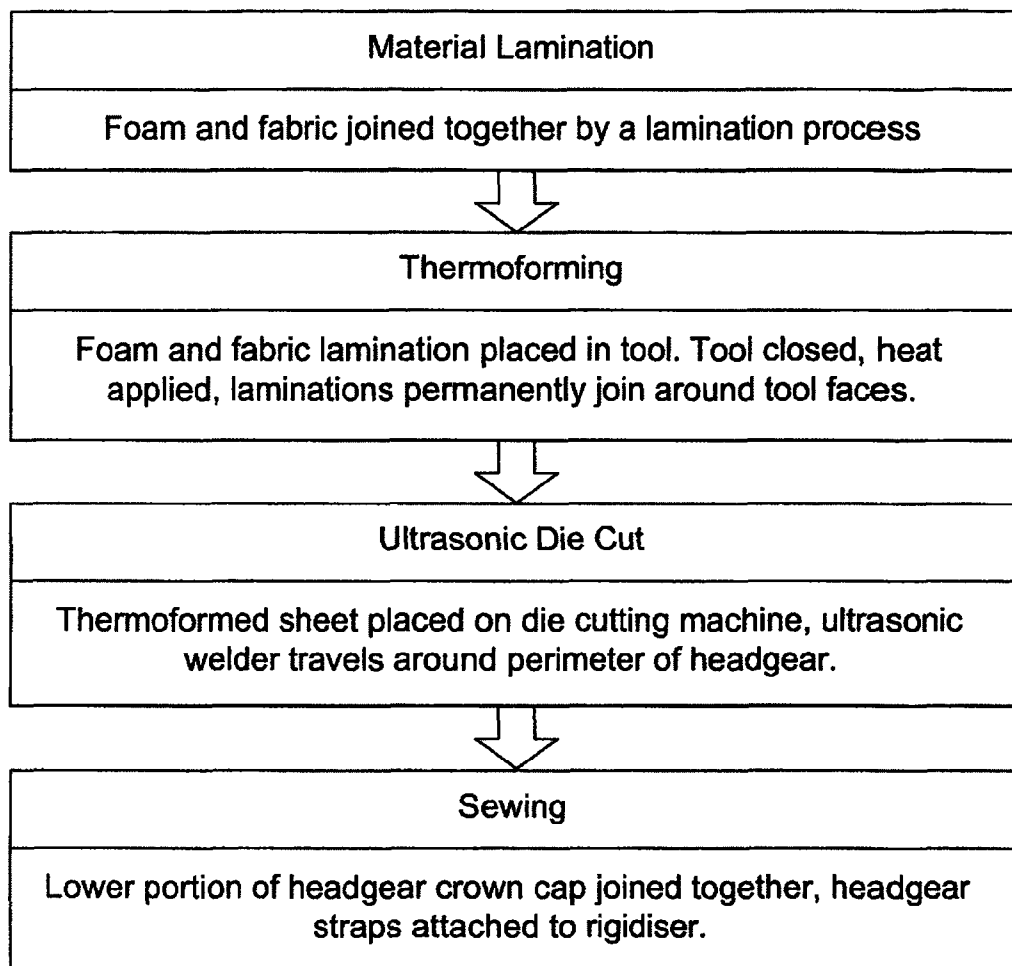 Material Lamination
Foam and fabric joined together by a lamination process
Thermoforming
Foam and fabric lamination placed in tool. Tool closed, heat
applied, laminations permanently join around tool faces.
Ultrasonic Die Cut
Thermoformed sheet placed on die cutting machine, ultrasonic
welder travels around perimeter of headgear.
Sewing
Lower portion of headgear crown cap joined together, headgear
straps attached to rigidiser.